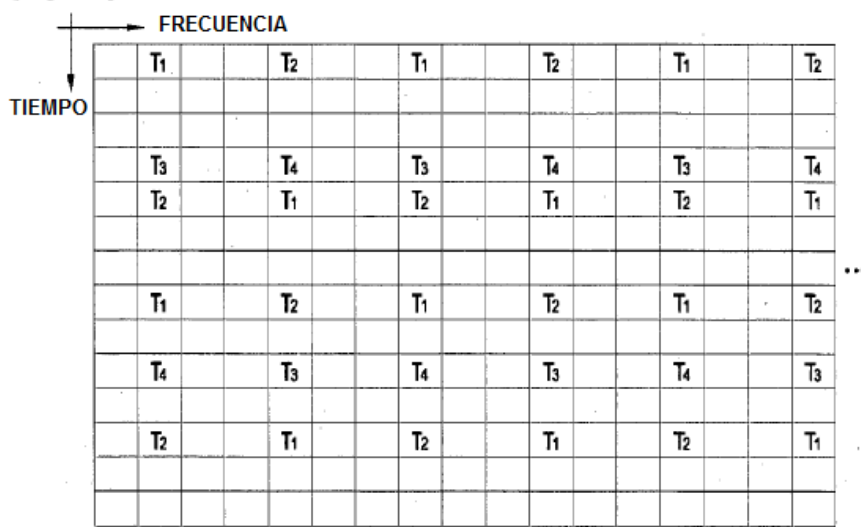 FRECUENCIA
TIEMPO
T1 T2 T1 T2 T1 T2
T3 T4 T3 T4 T3 T4
T2 T1 T2 T1 T2 T1
T1 T2 T1 T2 T1 T2
T4 T3 T4 T3 T4 T3
T2 T1 T2 T1 T2 T1